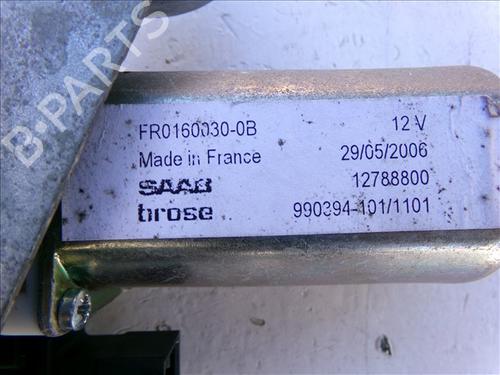 B-PARTS
FR0160030-0B 12 V
Made in France 29/05/2006
SAAB 12788800
brose 990394-101/1101